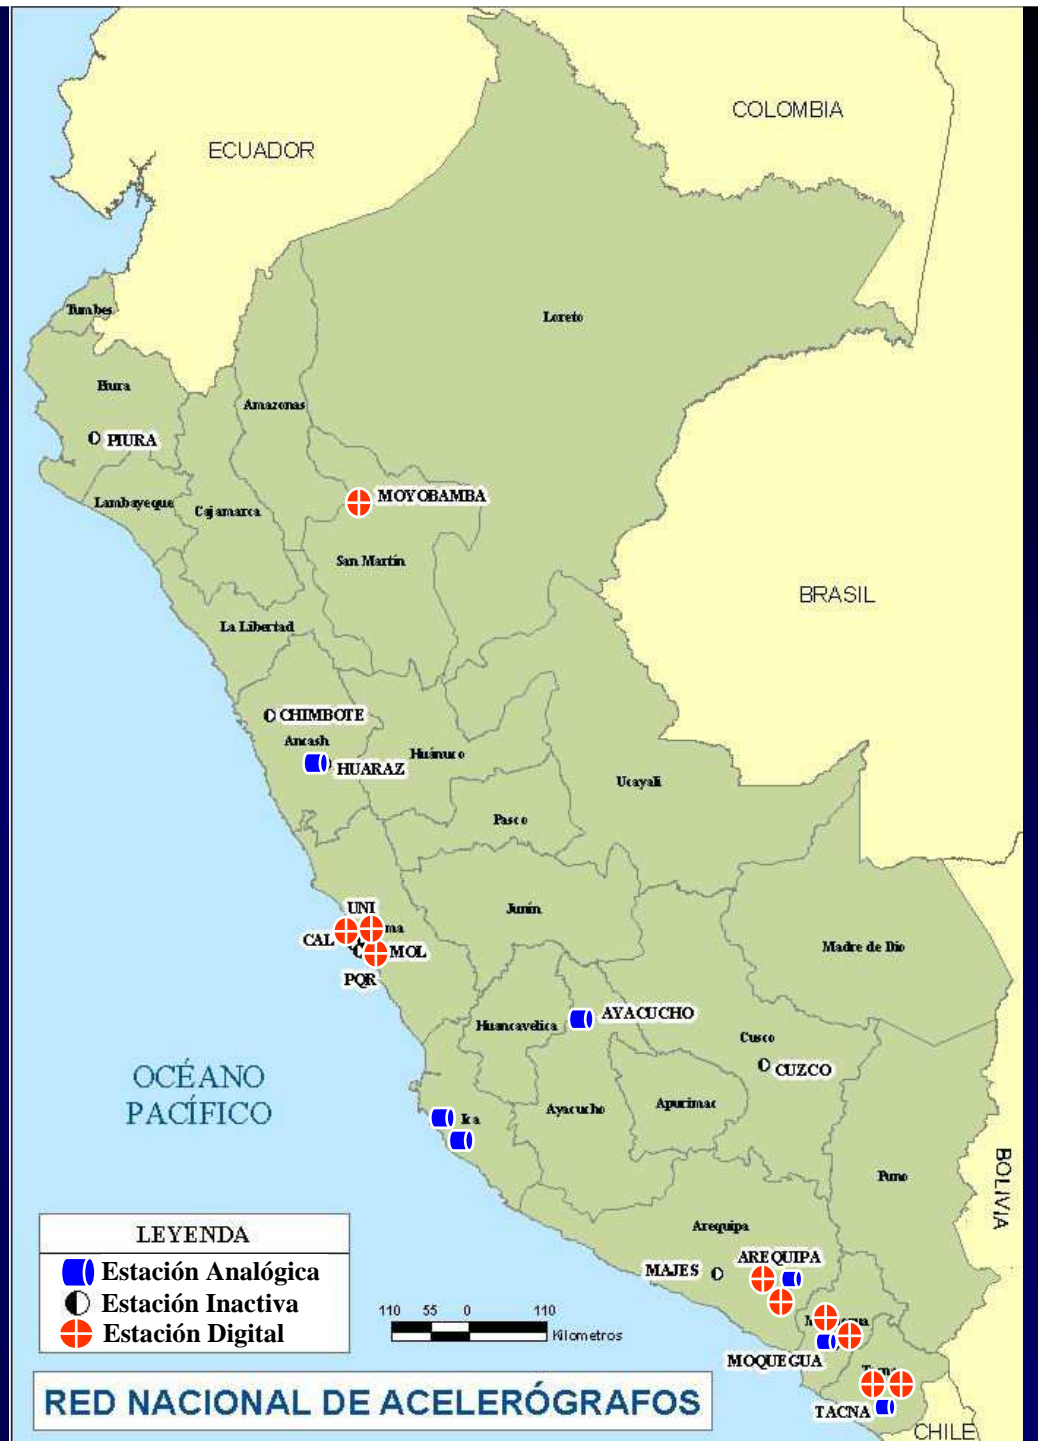 COLOMBIA
ECUADOR
Tumbes
Loreto
Piura
Amazonas
PIURA
MOYOBAMBA
Lambayeque
Cajamarca
San Martín
BRASIL
La Libertad
CHIMBOTE
Ancash
HUARAZ
Huánuco
Ucayali
Pasco
UNI
Junín
ma
CAL
MOL
Madre de Dio
PQR
AYACUCHO
Huancavelica
Cusco
CUZCO
OCÉANO
PACÍFICO
Ayacucho
Apurimac
Ica
BOLIVIA
Puno
Arequipa
AREQUIPA
MAJES
LEYENDA
Estación Analógica
Estación Inactiva
Estación Digital
110 55 0 110
Kilometros
MOQUEGUA
TACNA
CHILE
RED NACIONAL DE ACELERÓGRAFOS